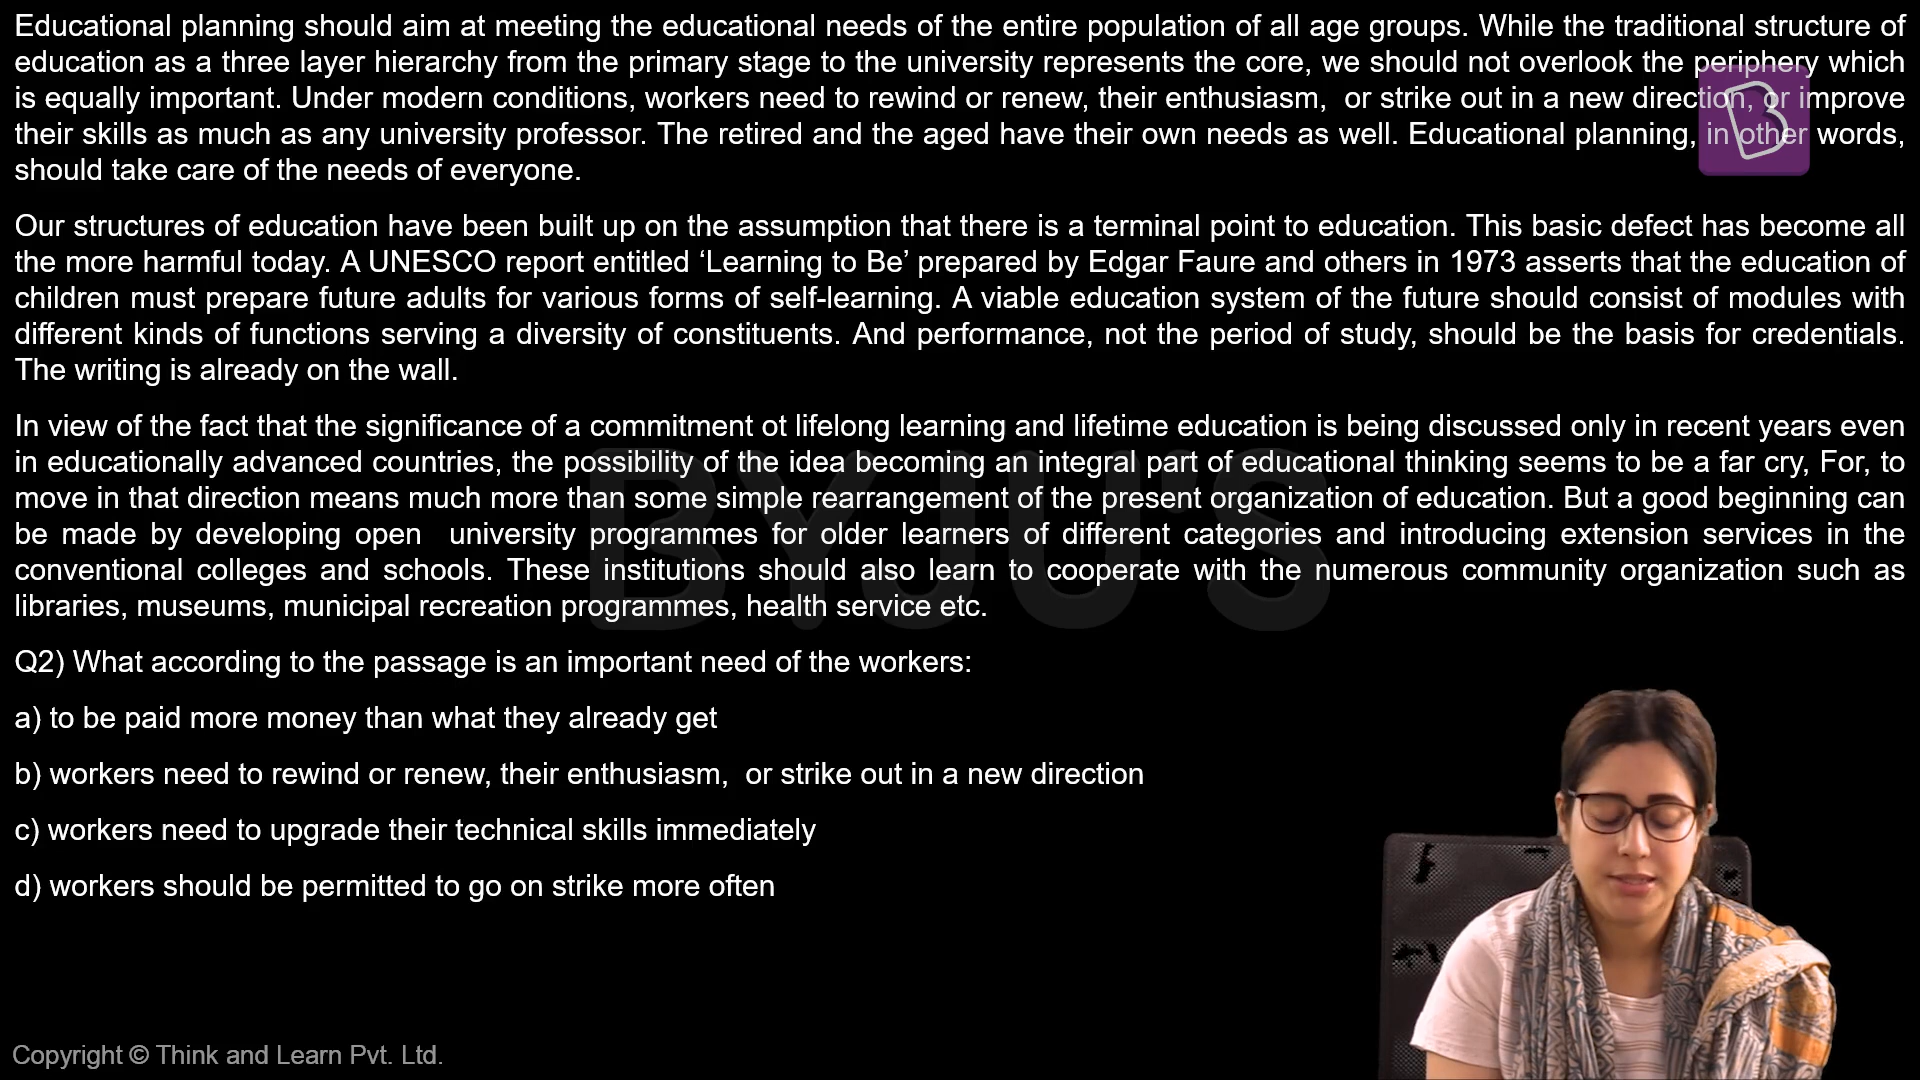 Educational planning should aim at meeting the educational needs of the entire population of all age groups. While the traditional structure of
education as a three layer hierarchy from the primary stage to the university represents the core, we should not overlook the periphery which
is equally important. Under modern conditions, workers need to rewind or renew, their enthusiasm,  or strike out in a new direction, or improve
their skills as much as any university professor. The retired and the aged have their own needs as well. Educational planning, in other words,
should take care of the needs of everyone.
Our structures of education have been built up on the assumption that there is a terminal point to education. This basic defect has become all
the more harmful today. A UNESCO report entitled ‘Learning to Be’ prepared by Edgar Faure and others in 1973 asserts that the education of
children must prepare future adults for various forms of self-learning. A viable education system of the future should consist of modules with
different kinds of functions serving a diversity of constituents. And performance, not the period of study, should be the basis for credentials.
The writing is already on the wall.
In view of the fact that the significance of a commitment ot lifelong learning and lifetime education is being discussed only in recent years even
in educationally advanced countries, the possibility of the idea becoming an integral part of educational thinking seems to be a far cry, For, to
move in that direction means much more than some simple rearrangement of the present organization of education. But a good beginning can
be made by developing open  university programmes for older learners of different categories and introducing extension services in the
conventional colleges and schools. These institutions should also learn to cooperate with the numerous community organization such as
libraries, museums, municipal recreation programmes, health service etc.
BYJU'S
Q2) What according to the passage is an important need of the workers:
a) to be paid more money than what they already get
b) workers need to rewind or renew, their enthusiasm,  or strike out in a new direction
c) workers need to upgrade their technical skills immediately
d) workers should be permitted to go on strike more often
Copyright © Think and Learn Pvt. Ltd.